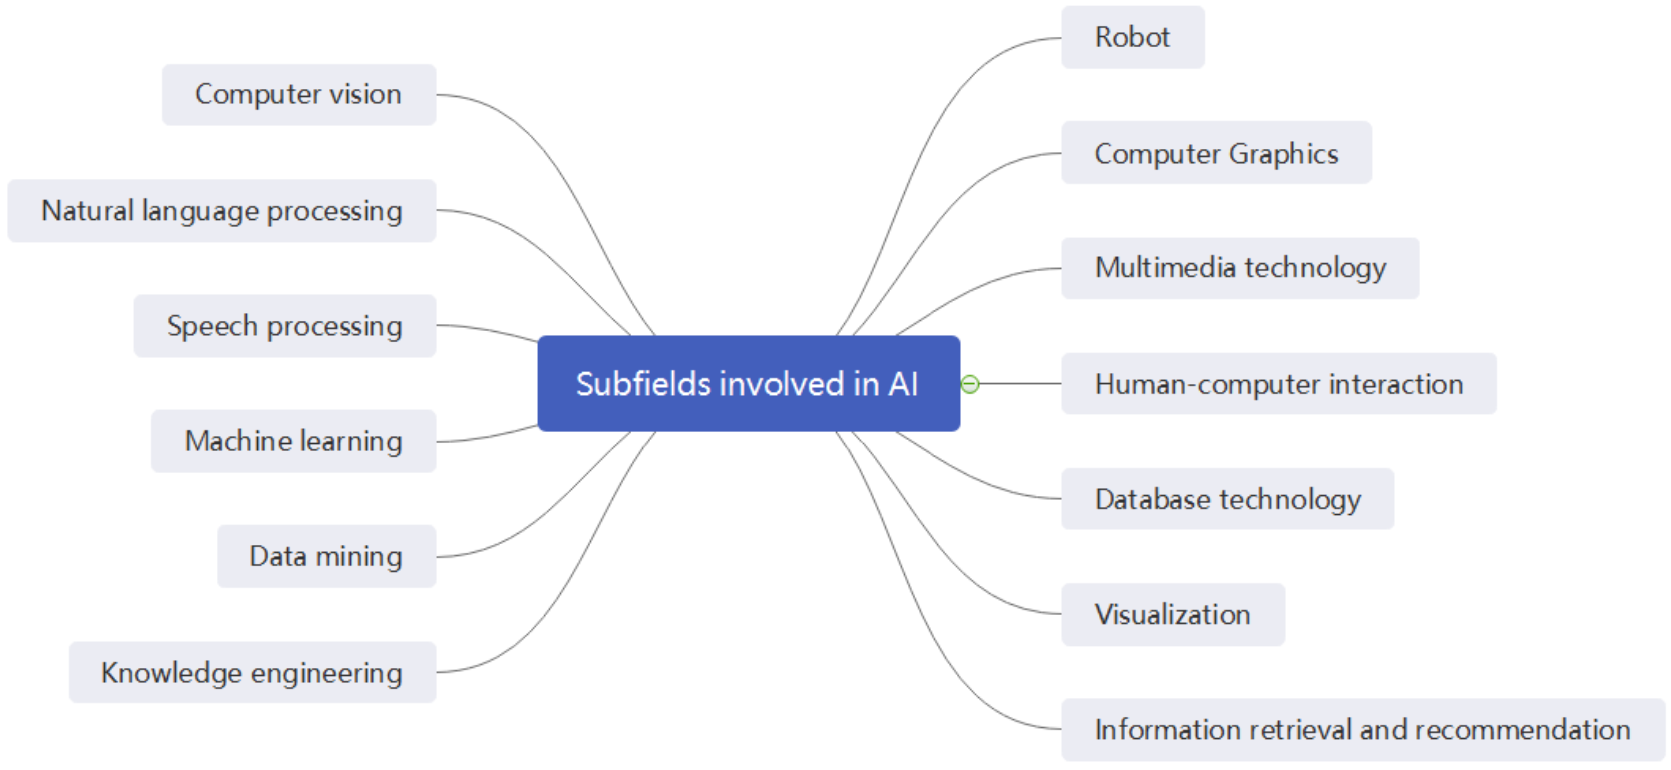 Computer vision
Natural language processing
Speech processing
Machine learning
Data mining
Knowledge engineering
Subfields involved in AI
Robot
Computer Graphics
Multimedia technology
Human-computer interaction
Database technology
Visualization
Information retrieval and recommendation